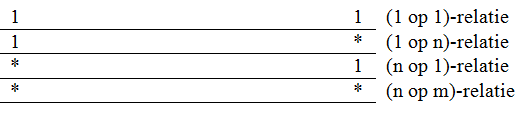 1 1 (1 op 1)-relatie
1 * (1 op n)-relatie
* 1 (n op 1)-relatie
* * (n op m)-relatie